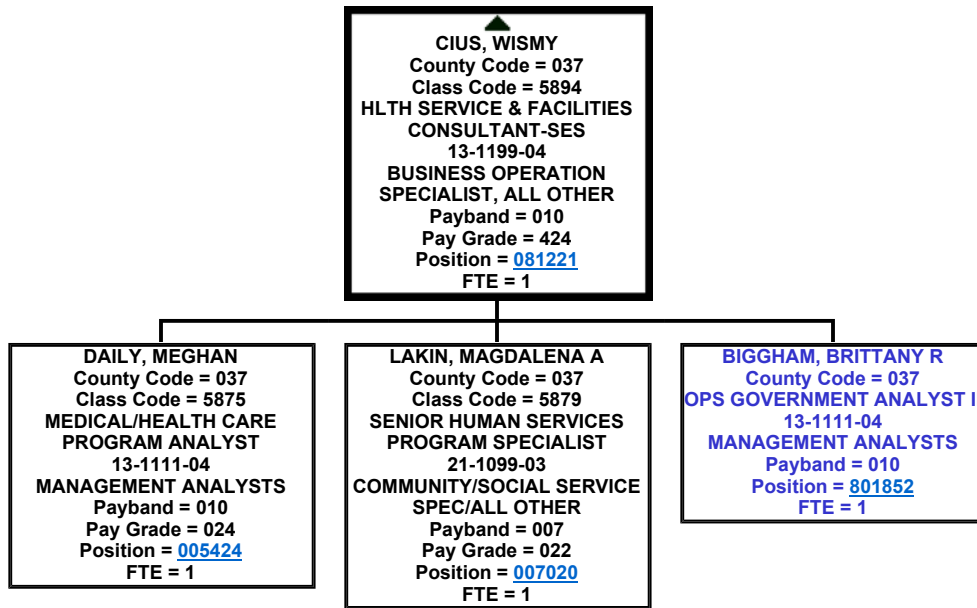 CIUS, WISMY
County Code = 037
Class Code = 5894
HLTH SERVICE & FACILITIES
CONSULTANT-SES
13-1199-04
BUSINESS OPERATION
SPECIALIST, ALL OTHER
Payband = 010
Pay Grade = 424
Position = 081221
FTE = 1
DAILY, MEGHAN
County Code = 037
Class Code = 5875
MEDICAL/HEALTH CARE
PROGRAM ANALYST
13-1111-04
MANAGEMENT ANALYSTS
Payband = 010
Pay Grade = 024
Position = 005424
FTE = 1
LAKIN, MAGDALENA A
County Code = 037
Class Code = 5879
SENIOR HUMAN SERVICES
PROGRAM SPECIALIST
21-1099-03
COMMUNITY/SOCIAL SERVICE
SPEC/ALL OTHER
Payband = 007
Pay Grade = 022
Position = 007020
FTE = 1
BIGGHAM, BRITTANY R
County Code = 037
OPS GOVERNMENT ANALYST I
13-1111-04
MANAGEMENT ANALYSTS
Payband = 010
Position = 801852
FTE = 1